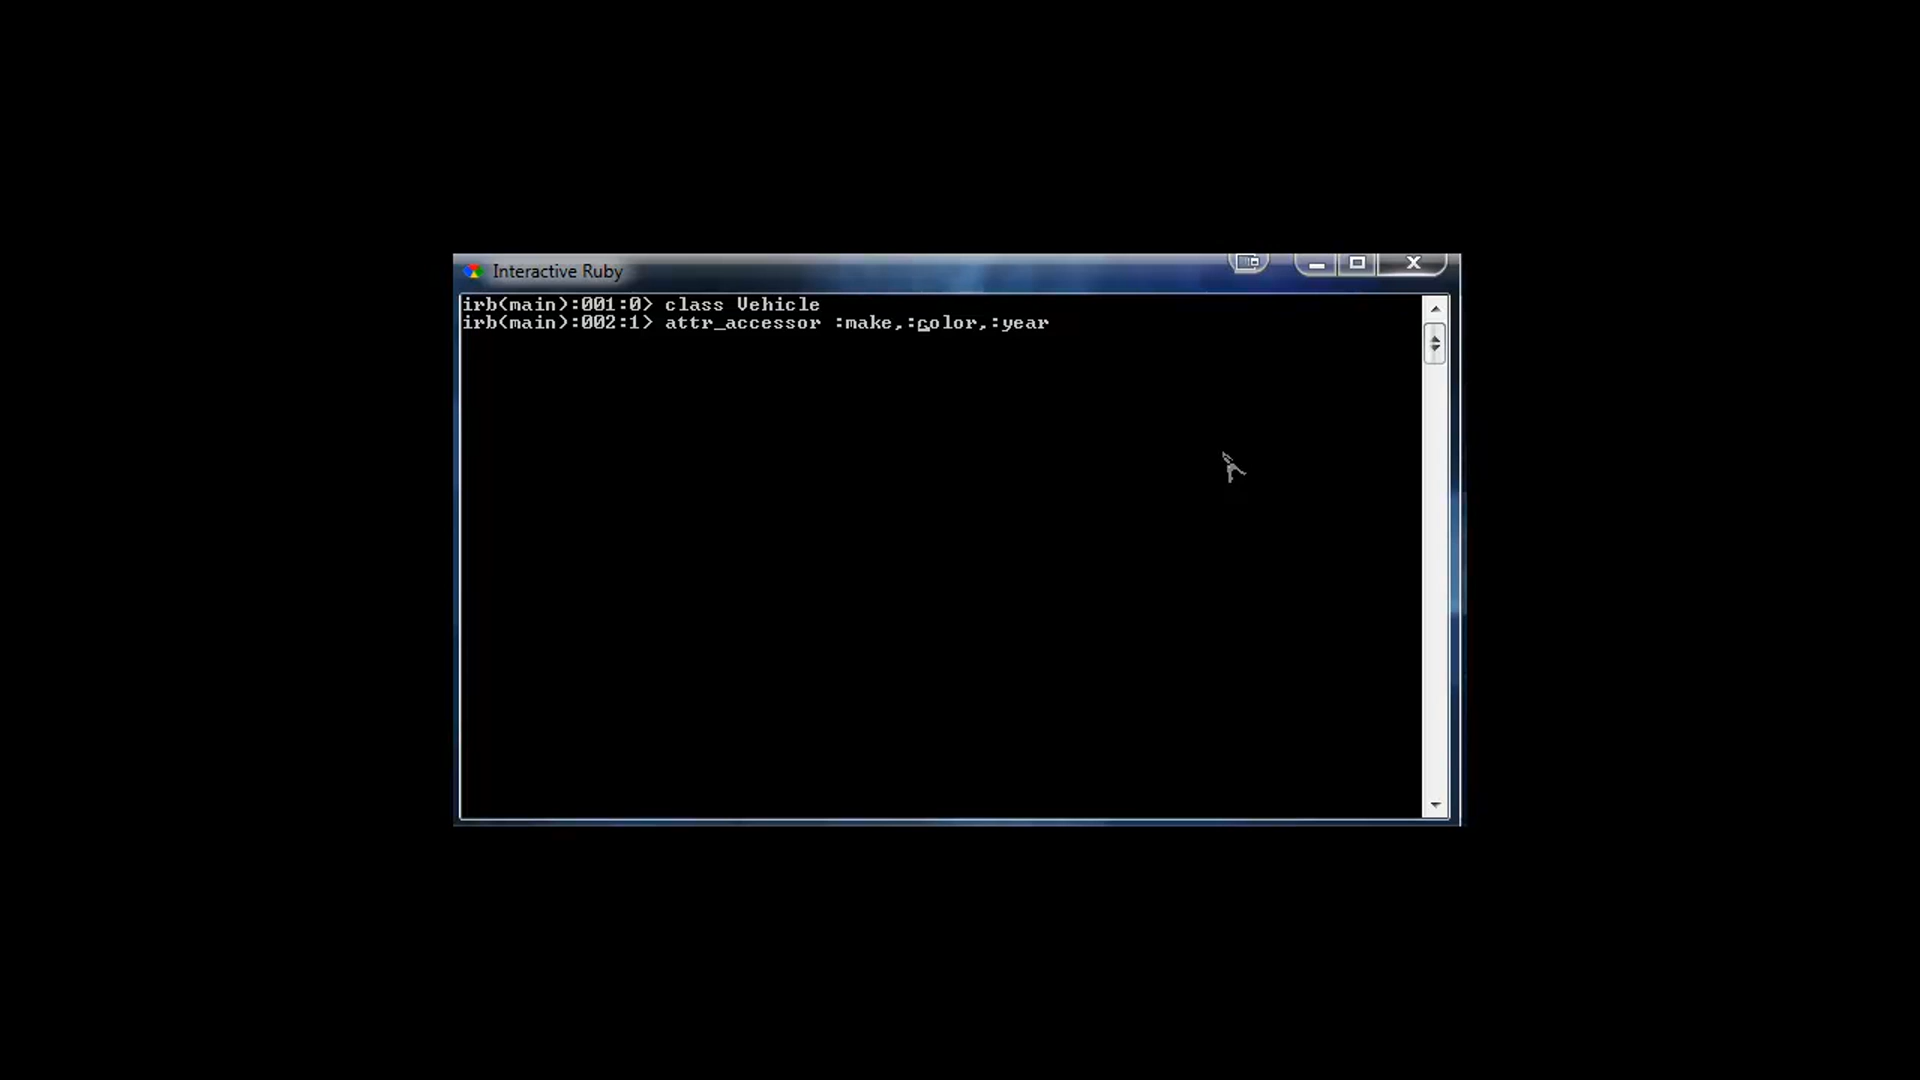 Interactive Ruby
irb(main):001:0> class Vehicle
irb(main):002:1> attr_accessor :make,:color,:year